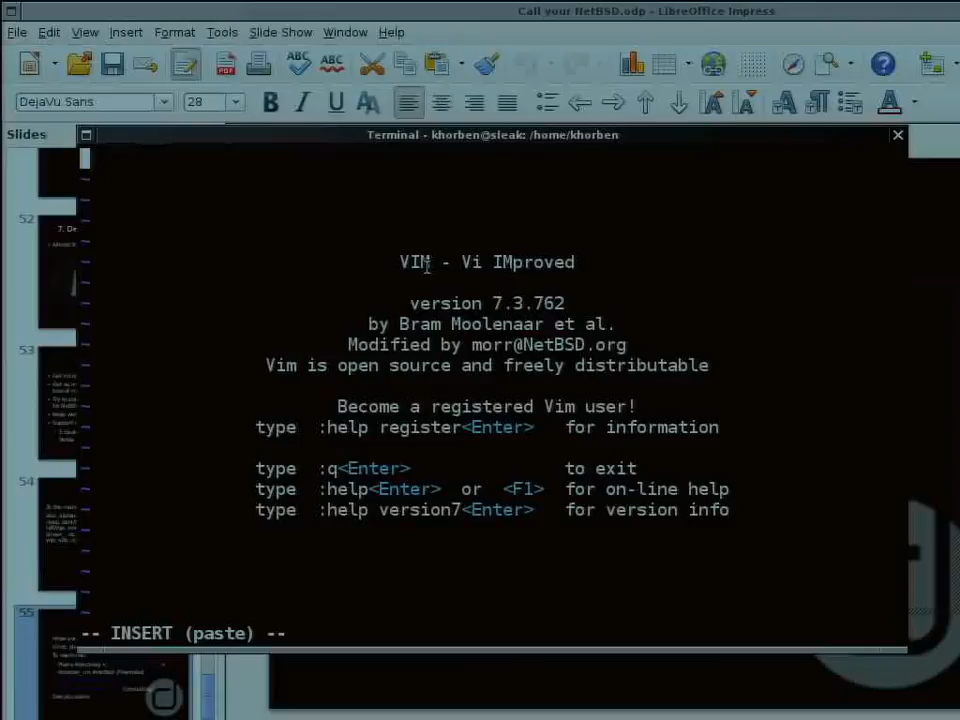 Call your NetBSD.odp - LibreOffice Impress
File Edit View Insert Format Tools Slide Show Window Help
DejaVu Sans 28
Slides
Terminal - khorben@sleak: /home/khorben
52
7. De
VIM - Vi IMproved
version 7.3.762
by Bram Moolenaar et al.
Modified by morr@NetBSD.org
Vim is open source and freely distributable
53
Become a registered Vim user!
type :help register<Enter> for information
type :q<Enter> to exit
54
type :help<Enter> or <F1> for on-line help
type :help version7<Enter> for version info
55
-- INSERT (paste) --